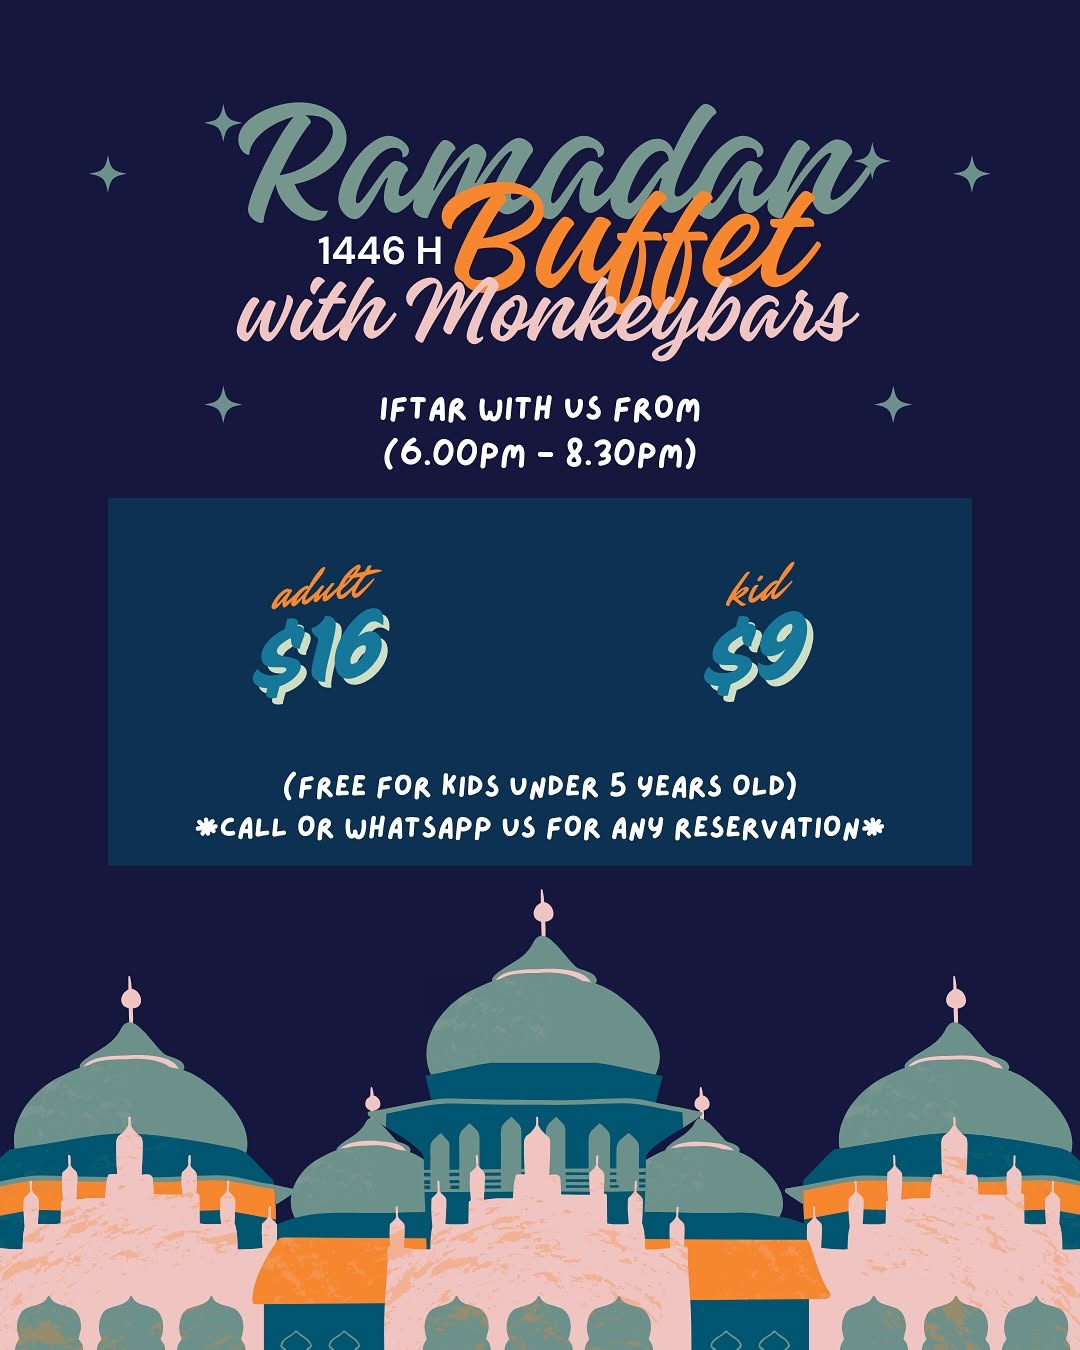 Ramadan
1446 H Buffet
with Monkeybars
IFTAR WITH US FROM
(6.00PM - 8.30PM)
adult
$16
kid
$9
(FREE FOR KIDS UNDER 5 YEARS OLD)
*CALL OR WHATSAPP US FOR ANY RESERVATION*